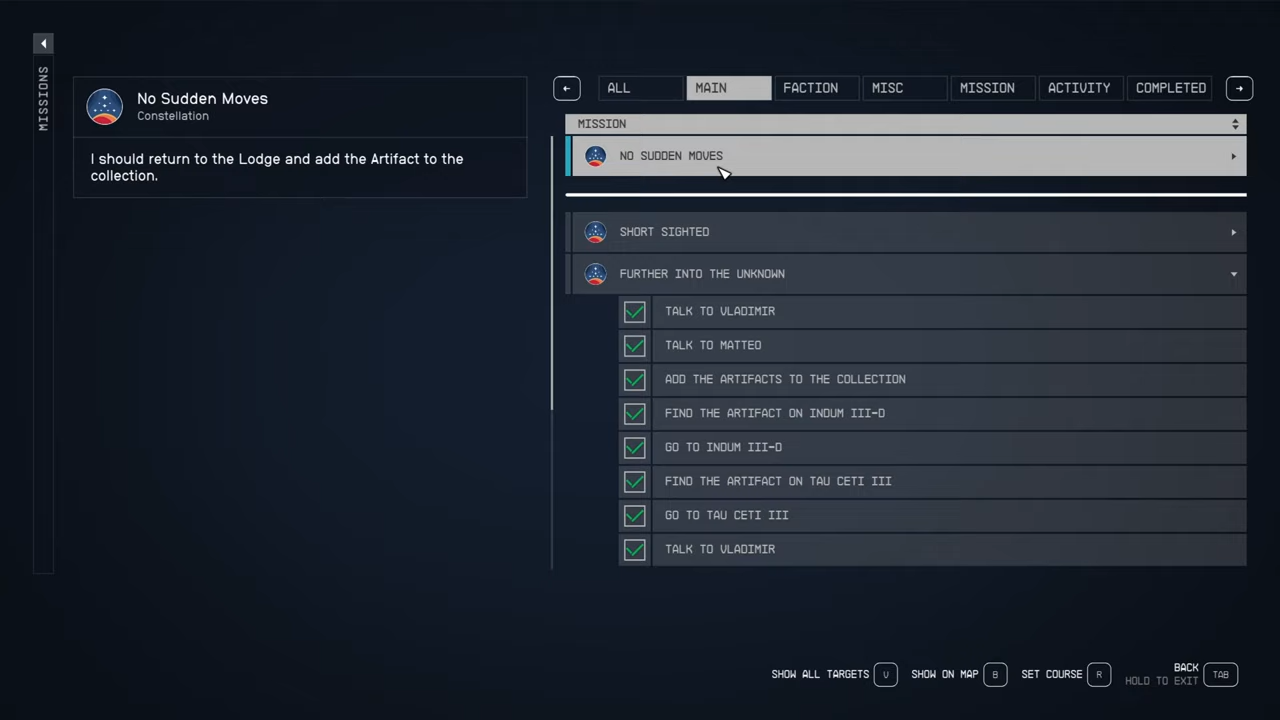 MISSIONS
No Sudden Moves
Constellation
I should return to the Lodge and add the Artifact to the
collection.
ALL
MAIN
FACTION
MISC
MISSION
ACTIVITY
COMPLETED
MISSION
NO SUDDEN MOVES
SHORT SIGHTED
FURTHER INTO THE UNKNOWN
TALK TO VLADIMIR
TALK TO MATTEO
ADD THE ARTIFACTS TO THE COLLECTION
FIND THE ARTIFACT ON INDUM III-D
GO TO INDUM III-D
FIND THE ARTIFACT ON TAU CETI III
GO TO TAU CETI III
TALK TO VLADIMIR
SHOW ALL TARGETS V
SHOW ON MAP B
SET COURSE R
BACK
HOLD TO EXIT
TAB